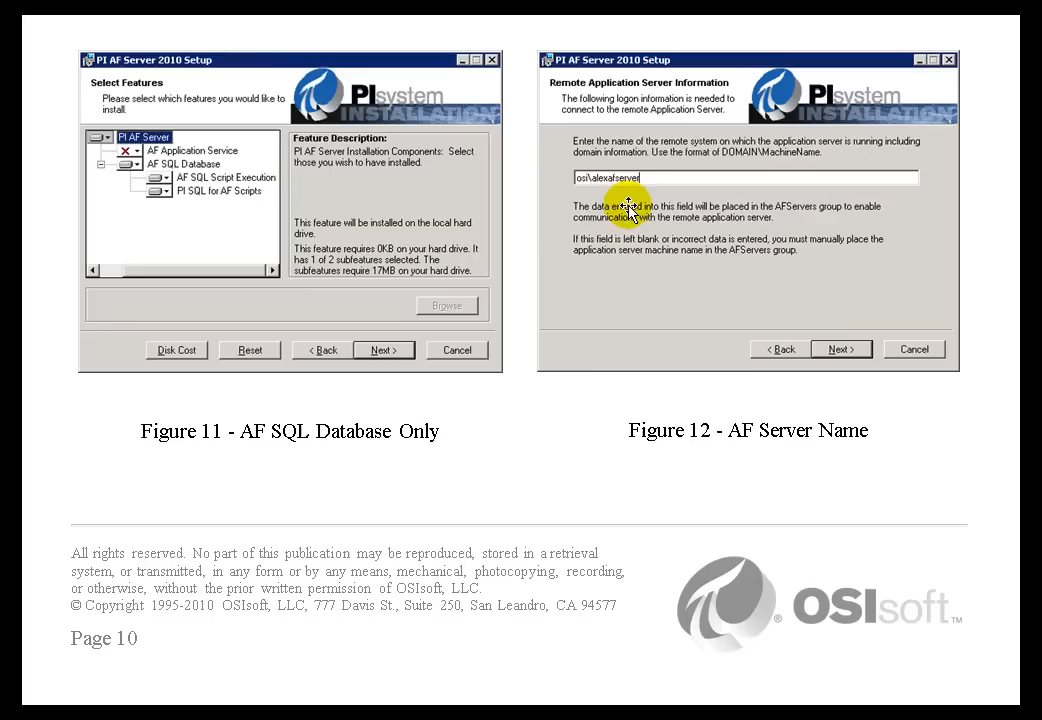 PI AF Server 2010 Setup
Select Features
Please select which features you would like to
install.
PIsystem
INSTALLATION
PI AF Server
AF Application Service
AF SQL Database
AF SQL Script Execution
PI SQL for AF Scripts
Feature Description:
PI AF Server Installation Components: Select
those you wish to have installed.
This feature will be installed on the local hard
drive.
This feature requires 0KB on your hard drive. It
has 1 of 2 subfeatures selected. The
subfeatures require 17MB on your hard drive.
Browse
Disk Cost
Reset
< Back
Next >
Cancel
Figure 11 - AF SQL Database Only
PI AF Server 2010 Setup
Remote Application Server Information
The following logon information is needed to
connect to the remote Application Server.
PIsystem
INSTALLATION
Enter the name of the remote system on which the application server is running including
domain information. Use the format of DOMAIN\MachineName.
osi\alexafserver
The data entered into this field will be placed in the AFServers group to enable
communication with the remote application server.
If this field is left blank or incorrect data is entered, you must manually place the
application server machine name in the AFServers group.
< Back
Next >
Cancel
Figure 12 - AF Server Name
All rights reserved. No part of this publication may be reproduced, stored in a retrieval
system, or transmitted, in any form or by any means, mechanical, photocopying, recording,
or otherwise, without the prior written permission of OSIsoft, LLC.
© Copyright 1995-2010 OSIsoft, LLC, 777 Davis St., Suite 250, San Leandro, CA 94577
Page 10
® OSIsoft™